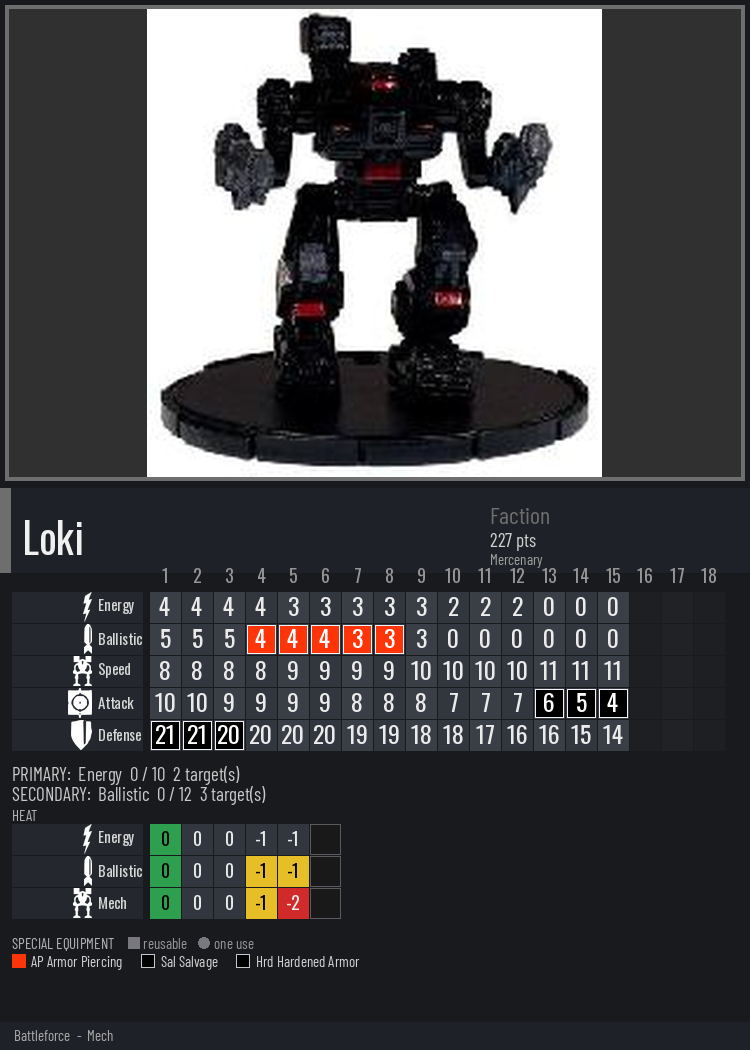 Loki
Faction
227 pts
Mercenary
1 2 3 4 5 6 7 8 9 10 11 12 13 14 15 16 17 18
Energy 4 4 4 4 3 3 3 3 3 2 2 2 0 0 0
Ballistic 5 5 5 4 4 4 3 3 3 0 0 0 0 0 0
Speed 8 8 8 8 9 9 9 9 10 10 10 10 11 11 11
Attack 10 10 9 9 9 9 8 8 8 7 7 7 6 5 4
Defense 21 21 20 20 20 20 19 19 18 18 17 16 16 15 14
PRIMARY: Energy 0 / 10 2 target(s)
SECONDARY: Ballistic 0 / 12 3 target(s)
HEAT
Energy 0 0 0 -1 -1
Ballistic 0 0 0 -1 -1
Mech 0 0 0 -1 -2
SPECIAL EQUIPMENT reusable one use
AP Armor Piercing Sal Salvage Hrd Hardened Armor
Battleforce - Mech